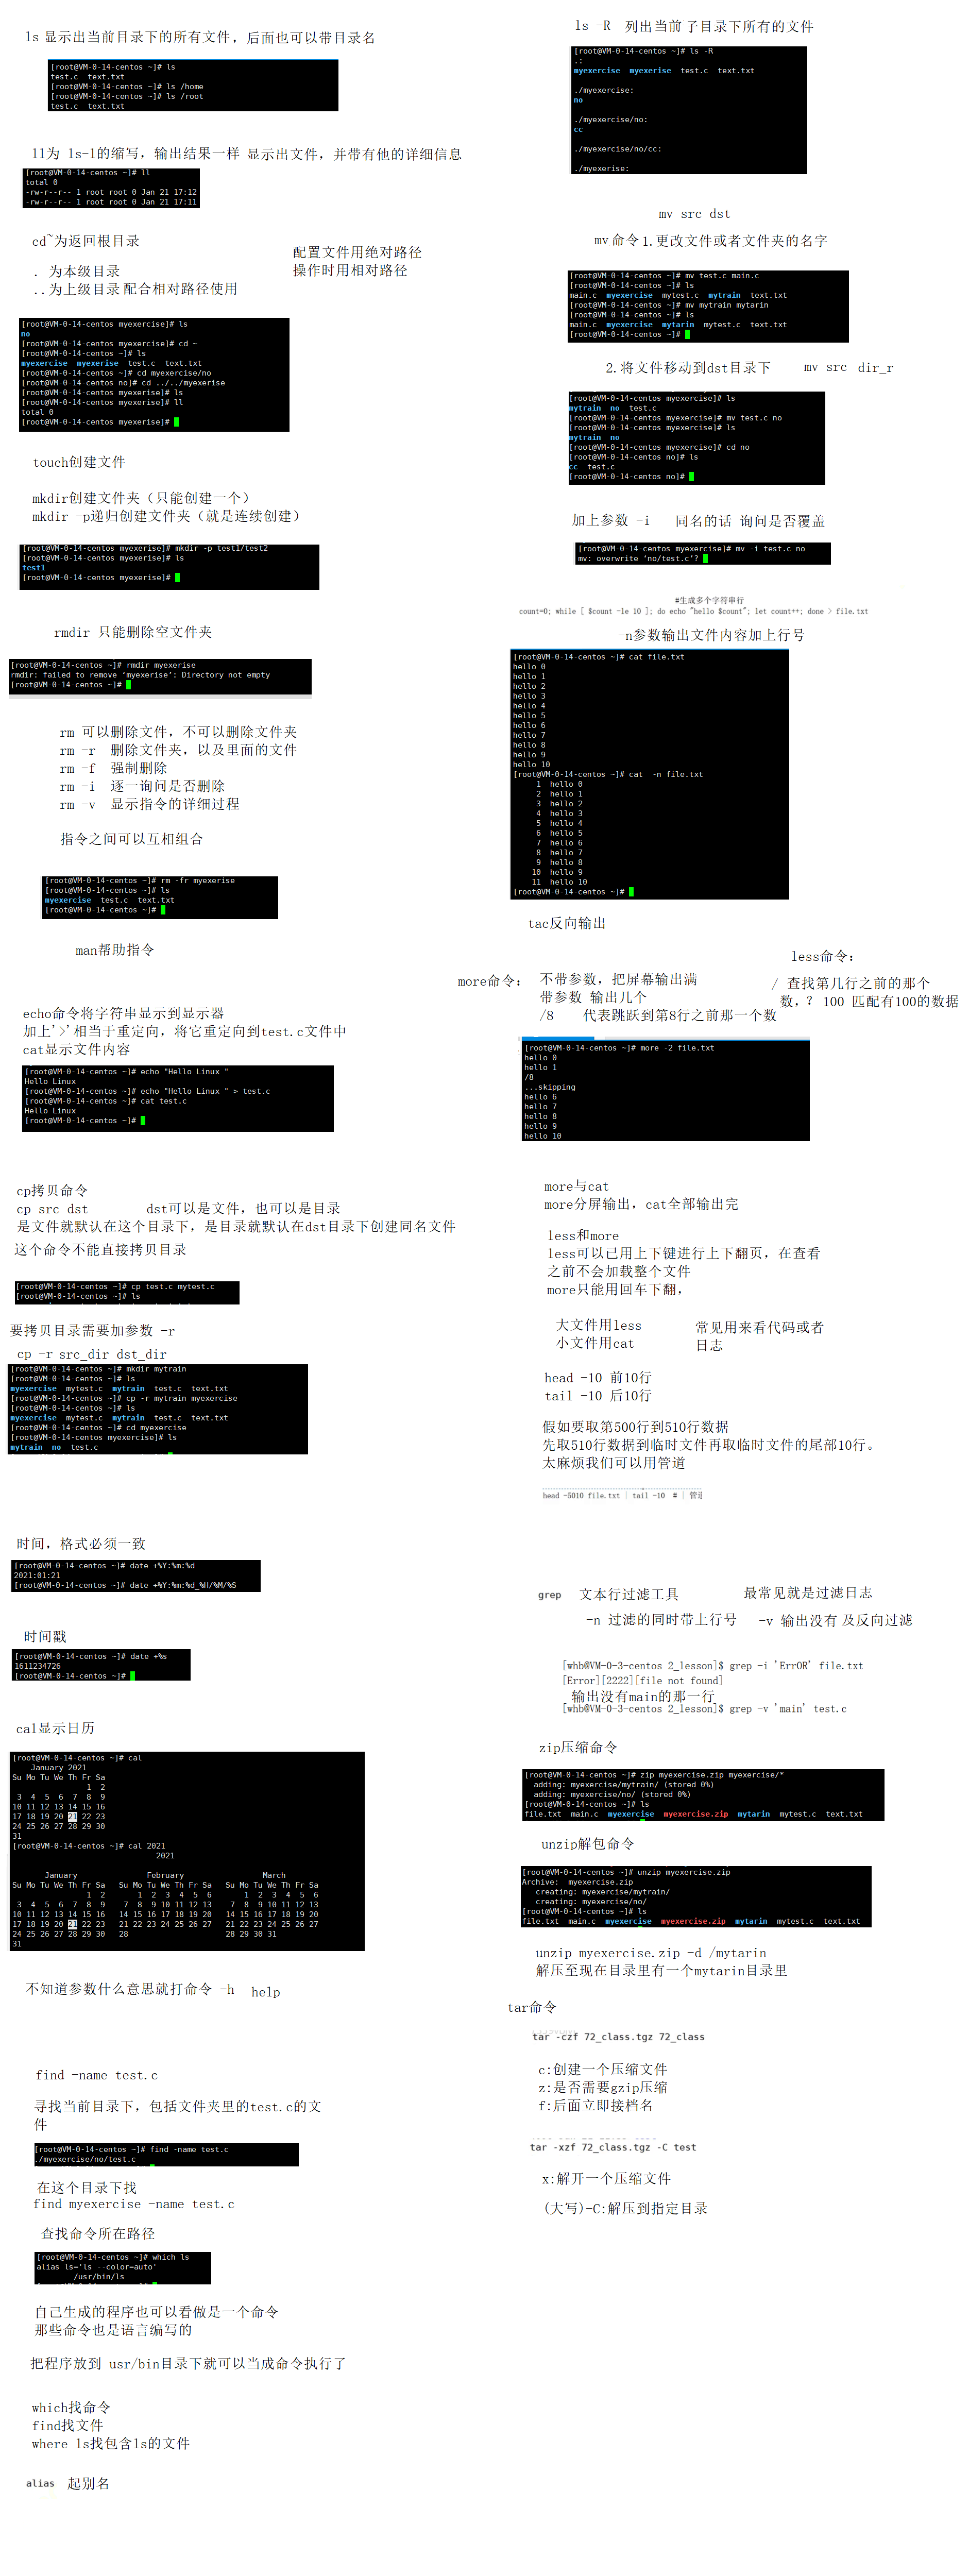 ls 显示出当前目录下的所有文件，后面也可以带目录名
[root@VM-0-14-centos ~]# ls
test.c  text.txt
[root@VM-0-14-centos ~]# ls /home
[root@VM-0-14-centos ~]# ls /root
test.c  text.txt
ll为 ls-l的缩写，输出结果一样 显示出文件，并带有他的详细信息
[root@VM-0-14-centos ~]# ll
total 0
-rw-r--r-- 1 root root 0 Jan 21 17:12
-rw-r--r-- 1 root root 0 Jan 21 17:11
cd~为返回根目录
. 为本级目录
..为上级目录 配合相对路径使用
配置文件用绝对路径
操作时用相对路径
[root@VM-0-14-centos myexercise]# ls
no
[root@VM-0-14-centos myexercise]# cd ~
[root@VM-0-14-centos ~]# ls
myexercise  myexerise  test.c  text.txt
[root@VM-0-14-centos ~]# cd myexercise/no
[root@VM-0-14-centos no]# cd ../../myexerise
[root@VM-0-14-centos myexerise]# ls
[root@VM-0-14-centos myexerise]# ll
total 0
[root@VM-0-14-centos myexerise]#
touch创建文件
mkdir创建文件夹（只能创建一个）
mkdir -p递归创建文件夹（就是连续创建）
[root@VM-0-14-centos myexerise]# mkdir -p test1/test2
[root@VM-0-14-centos myexerise]# ls
test1
[root@VM-0-14-centos myexerise]#
rmdir 只能删除空文件夹
[root@VM-0-14-centos ~]# rmdir myexerise
rmdir: failed to remove ‘myexerise’: Directory not empty
[root@VM-0-14-centos ~]#
rm 可以删除文件，不可以删除文件夹
rm -r 删除文件夹，以及里面的文件
rm -f 强制删除
rm -i 逐一询问是否删除
rm -v 显示指令的详细过程
指令之间可以互相组合
[root@VM-0-14-centos ~]# rm -fr myexerise
[root@VM-0-14-centos ~]# ls
myexercise  test.c  text.txt
[root@VM-0-14-centos ~]#
man帮助指令
echo命令将字符串显示到显示器
加上'>'相当于重定向，将它重定向到test.c文件中
cat显示文件内容
[root@VM-0-14-centos ~]# echo "Hello Linux "
Hello Linux
[root@VM-0-14-centos ~]# echo "Hello Linux " > test.c
[root@VM-0-14-centos ~]# cat test.c
Hello Linux
[root@VM-0-14-centos ~]#
cp拷贝命令
cp src dst dst可以是文件，也可以是目录
是文件就默认在这个目录下，是目录就默认在dst目录下创建同名文件
这个命令不能直接拷贝目录
[root@VM-0-14-centos ~]# cp test.c mytest.c
[root@VM-0-14-centos ~]# ls
要拷贝目录需要加参数 -r
cp -r src_dir dst_dir
[root@VM-0-14-centos ~]# mkdir mytrain
[root@VM-0-14-centos ~]# ls
myexercise  mytest.c  mytrain  test.c  text.txt
[root@VM-0-14-centos ~]# cp -r mytrain myexercise
[root@VM-0-14-centos ~]# ls
myexercise  mytest.c  mytrain  test.c  text.txt
[root@VM-0-14-centos ~]# cd myexercise
[root@VM-0-14-centos myexercise]# ls
mytrain  no  test.c
时间，格式必须一致
[root@VM-0-14-centos ~]# date +%Y:%m:%d
2021:01:21
[root@VM-0-14-centos ~]# date +%Y:%m:%d_%H/%M/%S
时间戳
[root@VM-0-14-centos ~]# date +%s
1611234726
[root@VM-0-14-centos ~]#
cal显示日历
[root@VM-0-14-centos ~]# cal
January 2021
Su Mo Tu We Th Fr Sa
1 2
3 4 5 6 7 8 9
10 11 12 13 14 15 16
17 18 19 20 21 22 23
24 25 26 27 28 29 30
31
[root@VM-0-14-centos ~]# cal 2021
2021
January February March
Su Mo Tu We Th Fr Sa Su Mo Tu We Th Fr Sa Su Mo Tu We Th Fr Sa
1 2 1 2 3 4 5 6 1 2 3 4 5 6
3 4 5 6 7 8 9 7 8 9 10 11 12 13 7 8 9 10 11 12 13
10 11 12 13 14 15 16 14 15 16 17 18 19 20 14 15 16 17 18 19 20
17 18 19 20 21 22 23 21 22 23 24 25 26 27 21 22 23 24 25 26 27
24 25 26 27 28 29 30 28 28 29 30 31
31
不知道参数什么意思就打命令 -h help
find -name test.c
寻找当前目录下，包括文件夹里的test.c的文
件
[root@VM-0-14-centos ~]# find -name test.c
./myexercise/no/test.c
在这个目录下找
find myexercise -name test.c
查找命令所在路径
[root@VM-0-14-centos ~]# which ls
alias ls='ls --color=auto'
/usr/bin/ls
自己生成的程序也可以看做是一个命令
那些命令也是语言编写的
把程序放到 usr/bin目录下就可以当成命令执行了
which找命令
find找文件
where ls找包含ls的文件
alias 起别名
ls -R 列出当前子目录下所有的文件
[root@VM-0-14-centos ~]# ls -R
.:
myexercise  myexerise  test.c  text.txt
./myexercise:
no
./myexercise/no:
cc
./myexercise/no/cc:
./myexerise:
mv src dst
mv 命令 1.更改文件或者文件夹的名字
[root@VM-0-14-centos ~]# mv test.c main.c
[root@VM-0-14-centos ~]# ls
main.c  myexercise  mytest.c  mytrain  text.txt
[root@VM-0-14-centos ~]# mv mytrain mytarin
[root@VM-0-14-centos ~]# ls
main.c  myexercise  mytarin  mytest.c  text.txt
[root@VM-0-14-centos ~]#
2.将文件移动到dst目录下 mv src dir_r
[root@VM-0-14-centos myexercise]# ls
mytrain  no  test.c
[root@VM-0-14-centos myexercise]# mv test.c no
[root@VM-0-14-centos myexercise]# ls
mytrain  no
[root@VM-0-14-centos myexercise]# cd no
[root@VM-0-14-centos no]# ls
cc  test.c
[root@VM-0-14-centos no]#
加上参数 -i 同名的话 询问是否覆盖
[root@VM-0-14-centos myexercise]# mv -i test.c no
mv: overwrite ‘no/test.c’?
#生成多个字符串行
count=0; while [ $count -le 10 ]; do echo "hello $count"; let count++; done > file.txt
-n参数输出文件内容加上行号
[root@VM-0-14-centos ~]# cat file.txt
hello 0
hello 1
hello 2
hello 3
hello 4
hello 5
hello 6
hello 7
hello 8
hello 9
hello 10
[root@VM-0-14-centos ~]# cat  -n file.txt
1 hello 0
2 hello 1
3 hello 2
4 hello 3
5 hello 4
6 hello 5
7 hello 6
8 hello 7
9 hello 8
10 hello 9
11 hello 10
[root@VM-0-14-centos ~]#
tac反向输出
more命令：
不带参数，把屏幕输出满
带参数 输出几个
/8 代表跳跃到第8行之前那一个数
less命令：
/ 查找第几行之前的那个
数，？100 匹配有100的数据
[root@VM-0-14-centos ~]# more -2 file.txt
hello 0
hello 1
/8
...skipping
hello 6
hello 7
hello 8
hello 9
hello 10
more与cat
more分屏输出，cat全部输出完
less和more
less可以已用上下键进行上下翻页，在查看
之前不会加载整个文件
more只能用回车下翻，
大文件用less
小文件用cat
常见用来看代码或者
日志
head -10 前10行
tail -10 后10行
假如要取第500行到510行数据
先取510行数据到临时文件再取临时文件的尾部10行。
太麻烦我们可以用管道
head -5010 file.txt | tail -10 # | 管道
grep 文本行过滤工具 最常见就是过滤日志
-n 过滤的同时带上行号 -v 输出没有 及反向过滤
[whb@VM-0-3-centos 2_lesson]$ grep -i 'ErrOR' file.txt
[Error][2222][file not found]
输出没有main的那一行
[whb@VM-0-3-centos 2_lesson]$ grep -v 'main' test.c
zip压缩命令
[root@VM-0-14-centos ~]# zip myexercise.zip myexercise/*
adding: myexercise/mytrain/ (stored 0%)
adding: myexercise/no/ (stored 0%)
[root@VM-0-14-centos ~]# ls
file.txt  main.c  myexercise  myexercise.zip  mytarin  mytest.c  text.txt
unzip解包命令
[root@VM-0-14-centos ~]# unzip myexercise.zip
Archive:  myexercise.zip
creating: myexercise/mytrain/
creating: myexercise/no/
[root@VM-0-14-centos ~]# ls
file.txt  main.c  myexercise  myexercise.zip  mytarin  mytest.c  text.txt
unzip myexercise.zip -d /mytarin
解压至现在目录里有一个mytarin目录里
tar命令
tar -czf 72_class.tgz 72_class
c:创建一个压缩文件
z:是否需要gzip压缩
f:后面立即接档名
tar -xzf 72_class.tgz -C test
x:解开一个压缩文件
(大写)-C:解压到指定目录